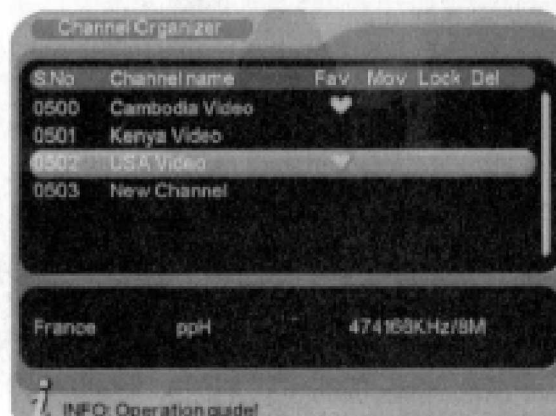 Channel Organizer
S.No Channel name Fav Mov Lock Del
0500 Cambodia Video
0501 Kenya Video
0502 USA Video
0503 New Channel
France ppH 474166KHz/8M
INFO: Operation guide!